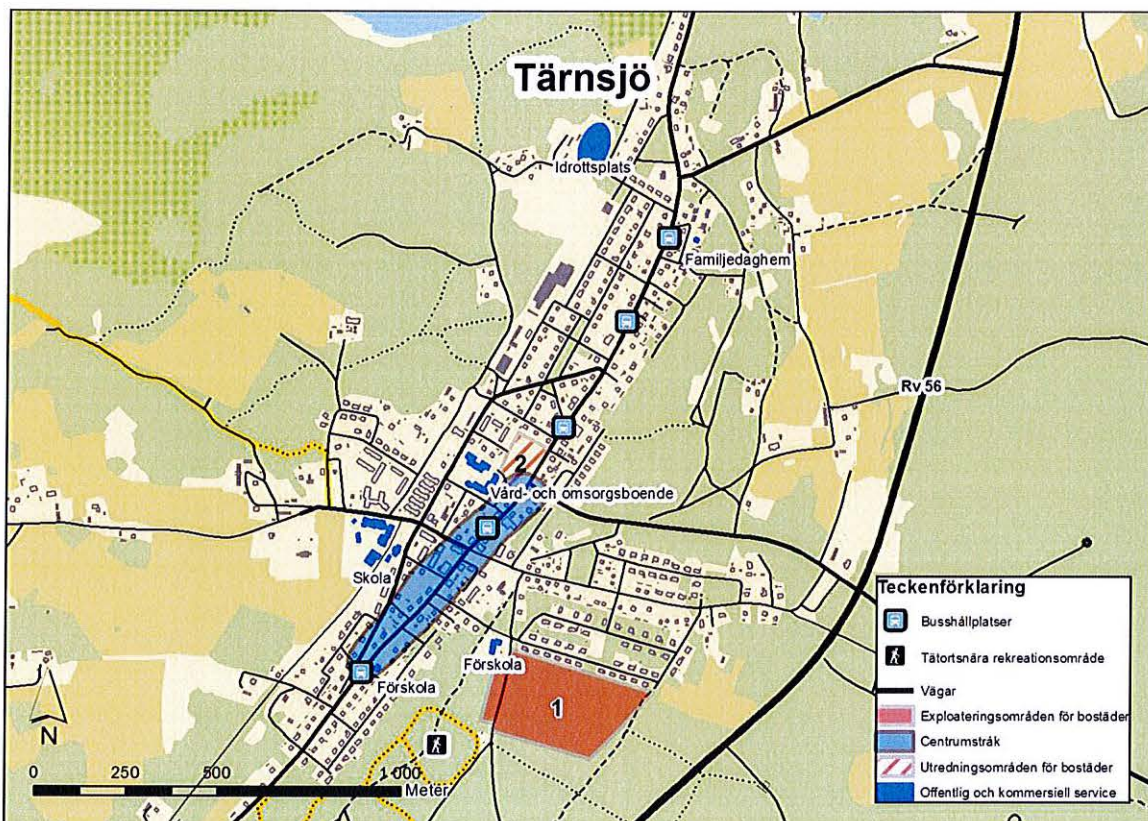 Tärnsjö
Idrottsplats
Familjedaghem
Rv 56
2
Vård- och omsorgsboende
Skola
Förskola
Förskola
1
N
0 250 500 1 000
Meter
Teckenförklaring
Busshållplatser
Tätortsnära rekreationsområde
Vägar
Exploateringsområden för bostäder
Centrumstråk
Utredningsområden för bostäder
Offentlig och kommersiell service